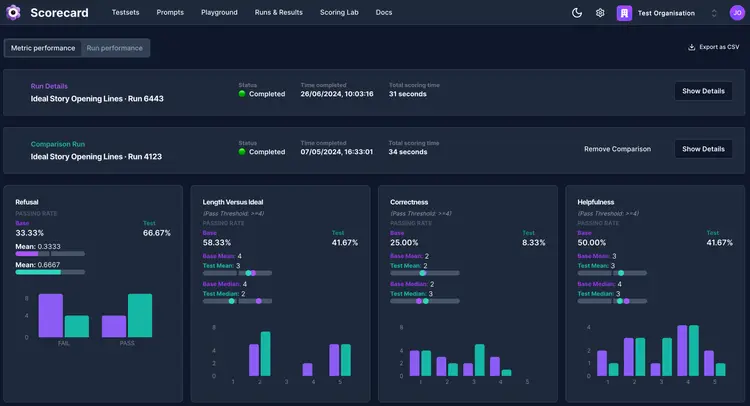 Scorecard Testsets Prompts Playground Runs & Results Scoring Lab Docs Test Organisation JO
Metric performance Run performance Export as CSV
Run Details
Ideal Story Opening Lines · Run 6443
Status
Completed
Time completed
26/06/2024, 10:03:16
Total scoring time
31 seconds
Show Details
Comparison Run
Ideal Story Opening Lines · Run 4123
Status
Completed
Time completed
07/05/2024, 16:33:01
Total scoring time
34 seconds
Remove Comparison
Show Details
Refusal
PASSING RATE
Base Test
33.33% 66.67%
Mean: 0.3333
Mean: 0.6667
8
4
0
FAIL PASS
Length Versus Ideal
(Pass Threshold: >=4)
PASSING RATE
Base Test
58.33% 41.67%
Base Mean: 4
Test Mean: 3
Base Median: 4
Test Median: 2
8
4
2
0
1 2 3 4 5
Correctness
(Pass Threshold: >=4)
PASSING RATE
Base Test
25.00% 8.33%
Base Mean: 2
Test Mean: 2
Base Median: 2
Test Median: 3
6
4
2
0
1 2 3 4 5
Helpfulness
(Pass Threshold: >=4)
PASSING RATE
Base Test
50.00% 41.67%
Base Mean: 3
Test Mean: 3
Base Median: 3
Test Median: 3
4
2
0
1 2 3 4 5